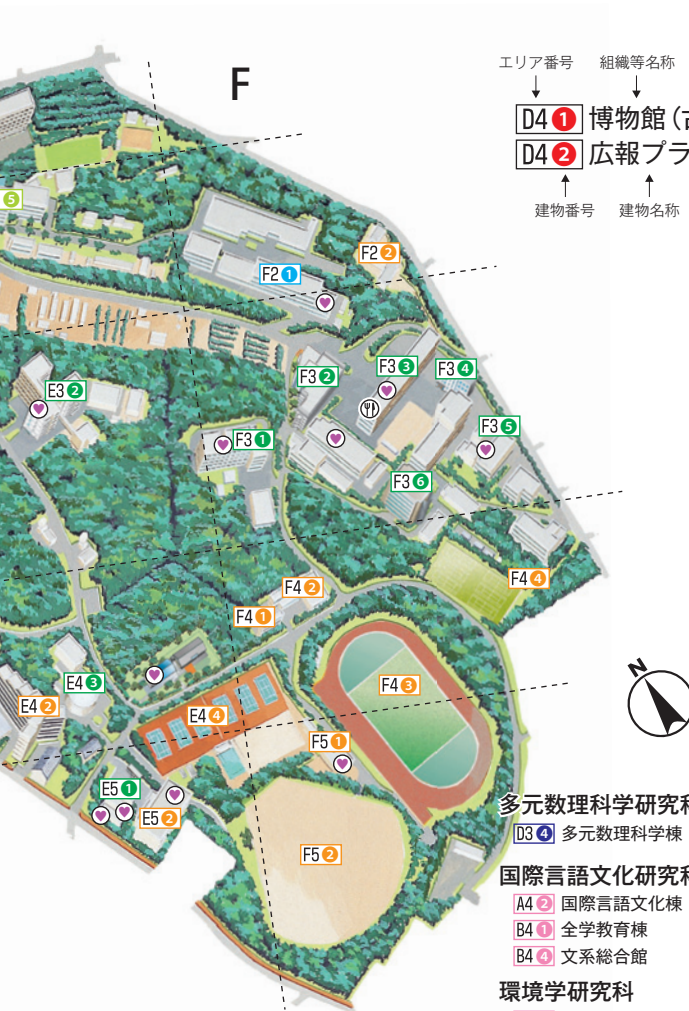 F
エリア番号 組織等名称
D4 1 博物館(古
D4 2 広報プラ
建物番号 建物名称
5
F2 2
F2 1
F3 2
F3 3
F3 4
E3 2
F3 1
F3 5
F3 6
F4 4
F4 2
F4 1
E4 3
F4 3
E4 2
E4 4
N
F5 1
E5 1
E5 2
F5 2
多元数理科学研究科
D3 4 多元数理科学棟
国際言語文化研究科
A4 2 国際言語文化棟
B4 1 全学教育棟
B4 4 文系総合館
環境学研究科